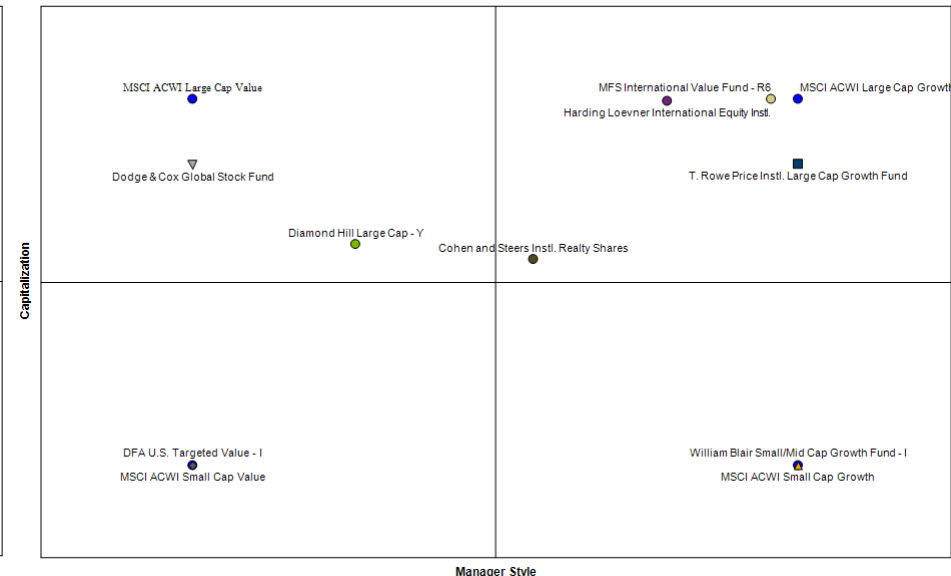 MSCI ACWI Large Cap Value
MFS International Value Fund - R6
MSCI ACWI Large Cap Growth
Harding Loevner International Equity Instl.
Dodge & Cox Global Stock Fund
T. Rowe Price Instl. Large Cap Growth Fund
Diamond Hill Large Cap - Y
Cohen and Steers Instl. Realty Shares
Capitalization
DFA U.S. Targeted Value - I
William Blair Small/Mid Cap Growth Fund - I
MSCI ACWI Small Cap Value
MSCI ACWI Small Cap Growth
Manager Style